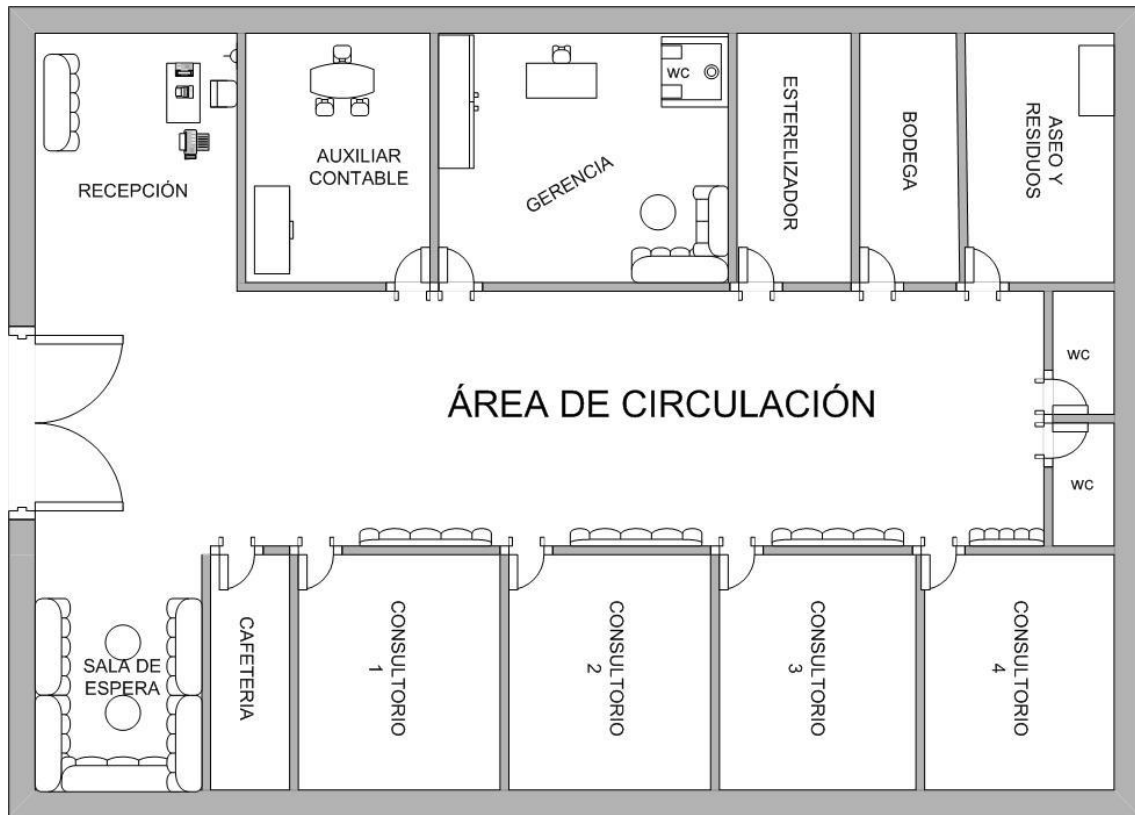 RECEPCIÓN
AUXILIAR
CONTABLE
GERENCIA
WC
ESTERELIZADOR
BODEGA
ASEO Y
RESIDUOS
WC
ÁREA DE CIRCULACIÓN
WC
SALA DE
ESPERA
CAFETERIA
CONSULTORIO
1
CONSULTORIO
2
CONSULTORIO
3
CONSULTORIO
4